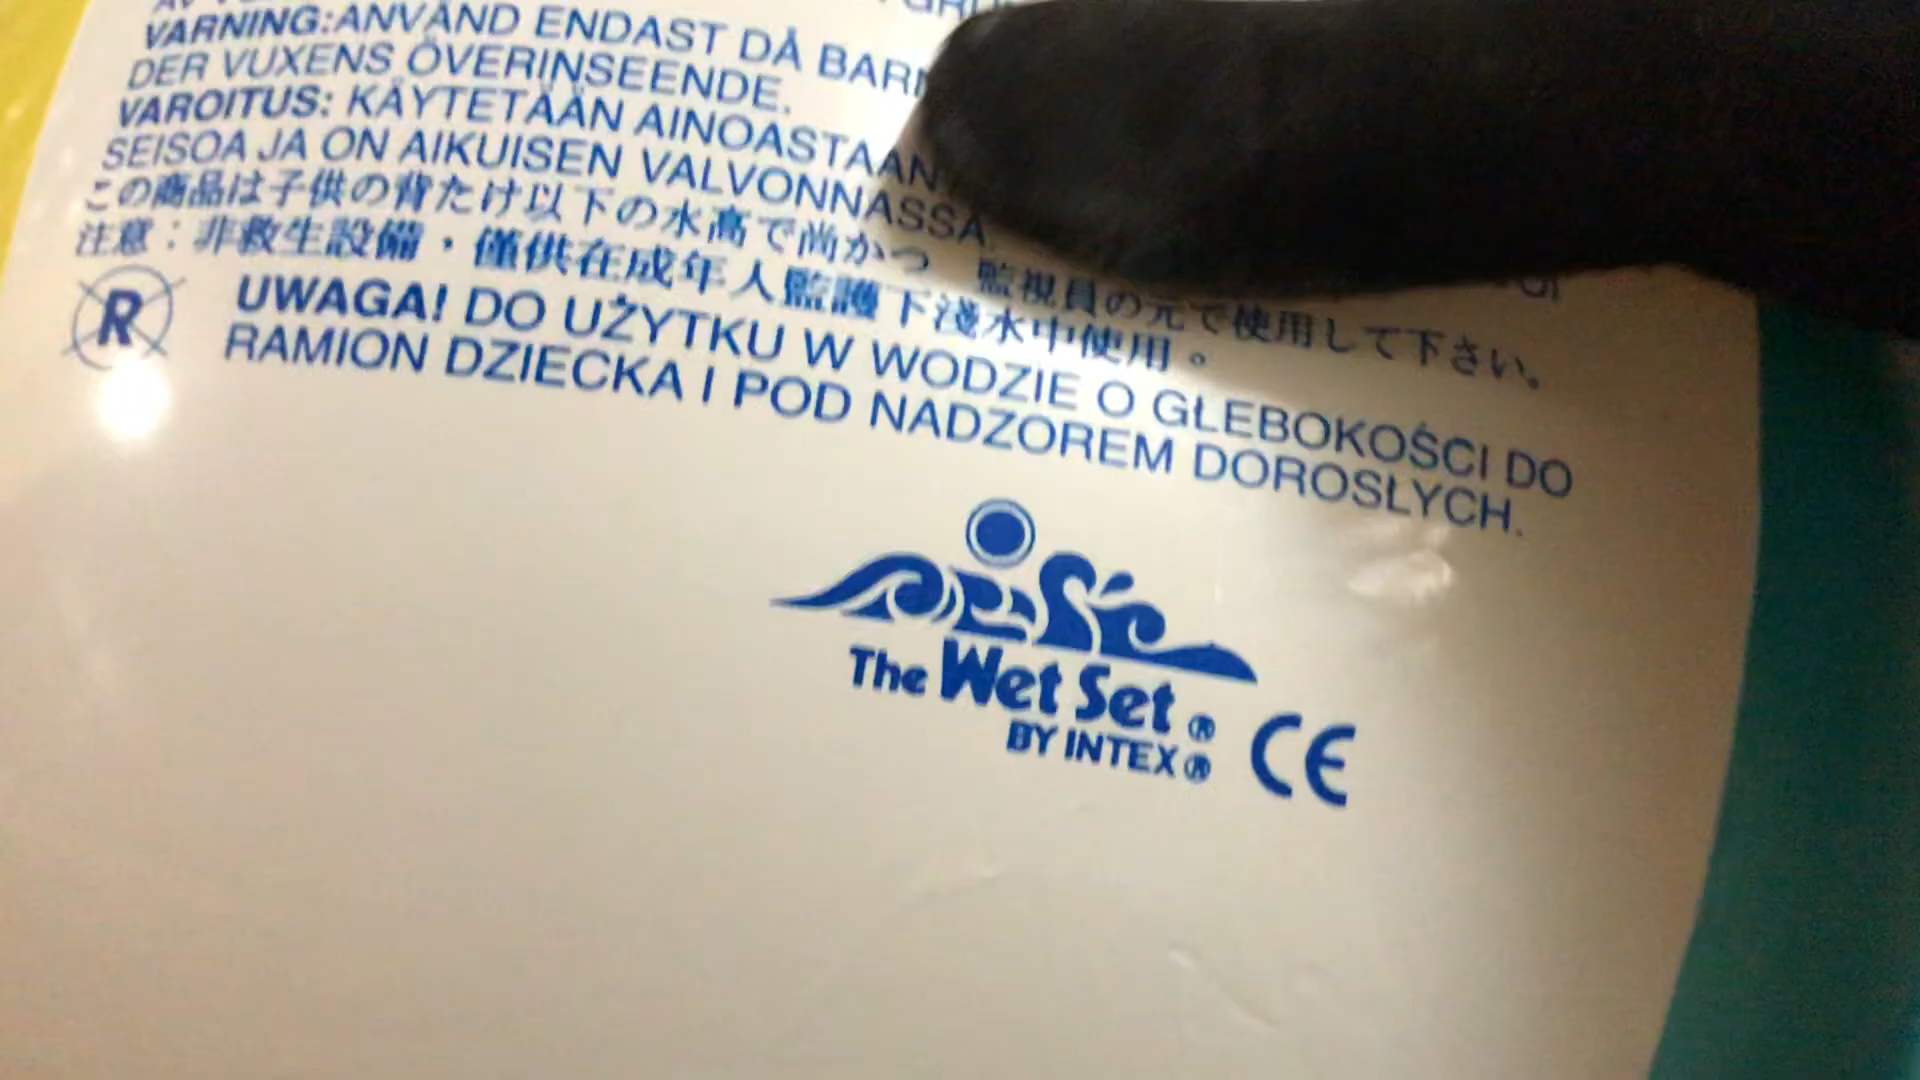 VARNING:ANVÄND ENDAST DÅ
DER VUXENS ÖVERINSEENDE.
VAROITUS: KÄYTETÄÄN AINOASTAAN
SEISOA JA ON AIKUISEN VALVONNASSA.
この商品は子供の背たけ以下の水高で尚かつ 監視員の元で使用して下さい。
注意：非救生設備・僅供在成年人監護下淺水中使用。
R UWAGA! DO UŻYTKU W WODZIE O GŁEBOKOŚCI DO
RAMION DZIECKA I POD NADZOREM DOROSŁYCH.
The Wet Set ®
BY INTEX ® CE